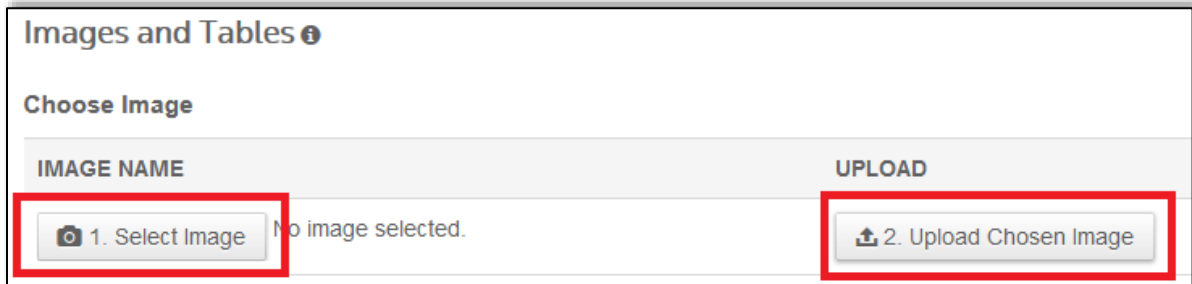 Images and Tables
Choose Image
IMAGE NAME UPLOAD
1. Select Image No image selected. 2. Upload Chosen Image